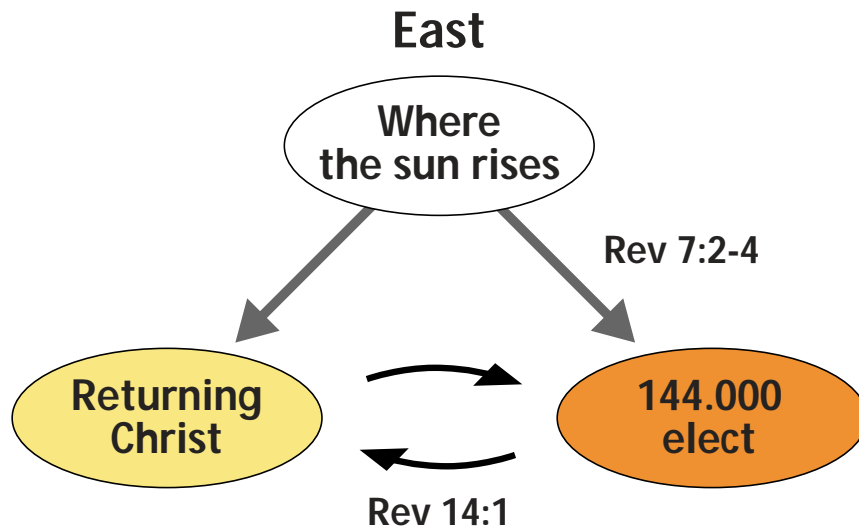 East
Where
the sun rises
Rev 7:2-4
Returning
Christ
144.000
elect
Rev 14:1